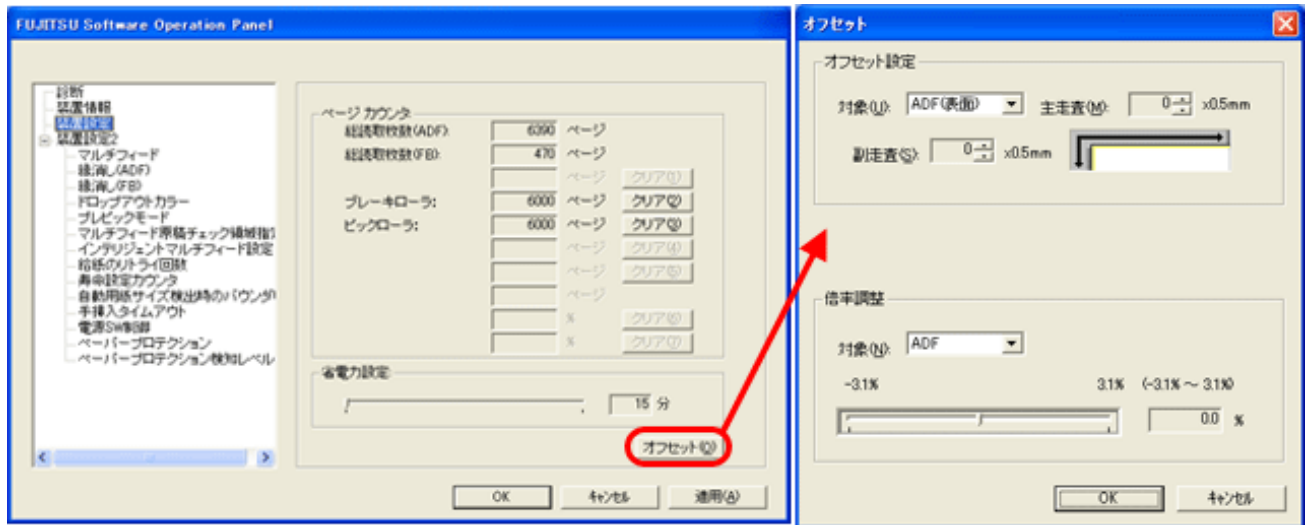 FUJITSU Software Operation Panel
診断
装置情報
装置設定
装置設定2
マルチフィード
縁消し(ADF)
縁消し(FB)
ドロップアウトカラー
プレピックモード
マルチフィード原稿チェック領域指定
インテリジェントマルチフィード設定
給紙のリトライ回数
寿命設定カウンタ
自動用紙サイズ検出時のバウンダリ
手挿入タイムアウト
電源SW制御
ペーパープロテクション
ペーパープロテクション検知レベル
ページカウンタ
総読取枚数(ADF): 6390 ページ
総読取枚数(FB): 470 ページ
ページ クリア(1)
ブレーキローラ: 6000 ページ クリア(2)
ピックローラ: 6000 ページ クリア(3)
ページ クリア(4)
ページ クリア(5)
ページ
% クリア(6)
% クリア(7)
省電力設定
15 分
オフセット(O)
OK キャンセル 適用(A)
オフセット
オフセット設定
対象(U): ADF(表面) 主走査(M): 0 x0.5mm
副走査(S): 0 x0.5mm
倍率調整
対象(N): ADF
-3.1% 3.1% (-3.1% ～ 3.1%)
0.0 %
OK キャンセル